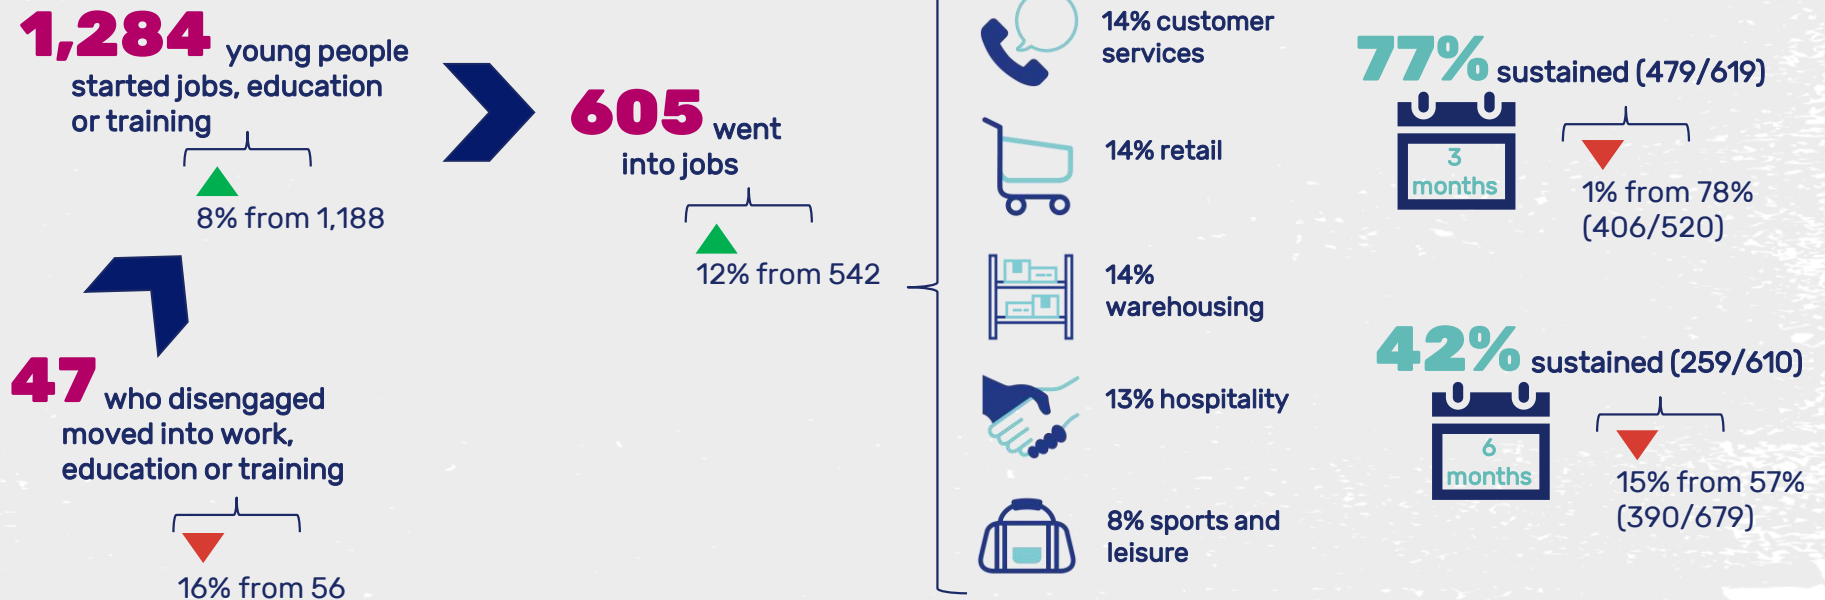 1,284 young people
started jobs, education
or training
8% from 1,188
47 who disengaged
moved into work,
education or training
16% from 56
605 went
into jobs
12% from 542
14% customer
services
14% retail
14%
warehousing
13% hospitality
8% sports and
leisure
77% sustained (479/619)
3
months
1% from 78%
(406/520)
42% sustained (259/610)
6
months
15% from 57%
(390/679)